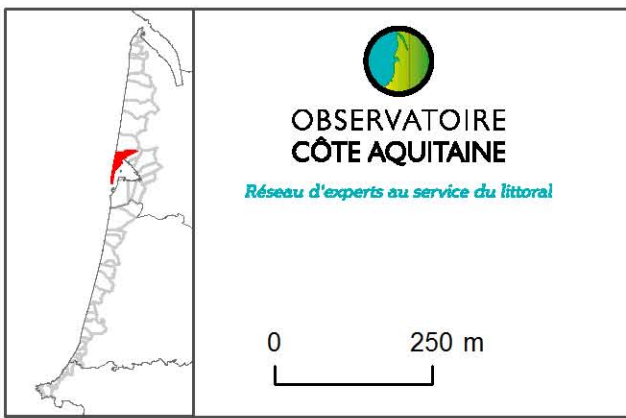 OBSERVATOIRE
CÔTE AQUITAINE
Réseau d'experts au service du littoral
0 250 m